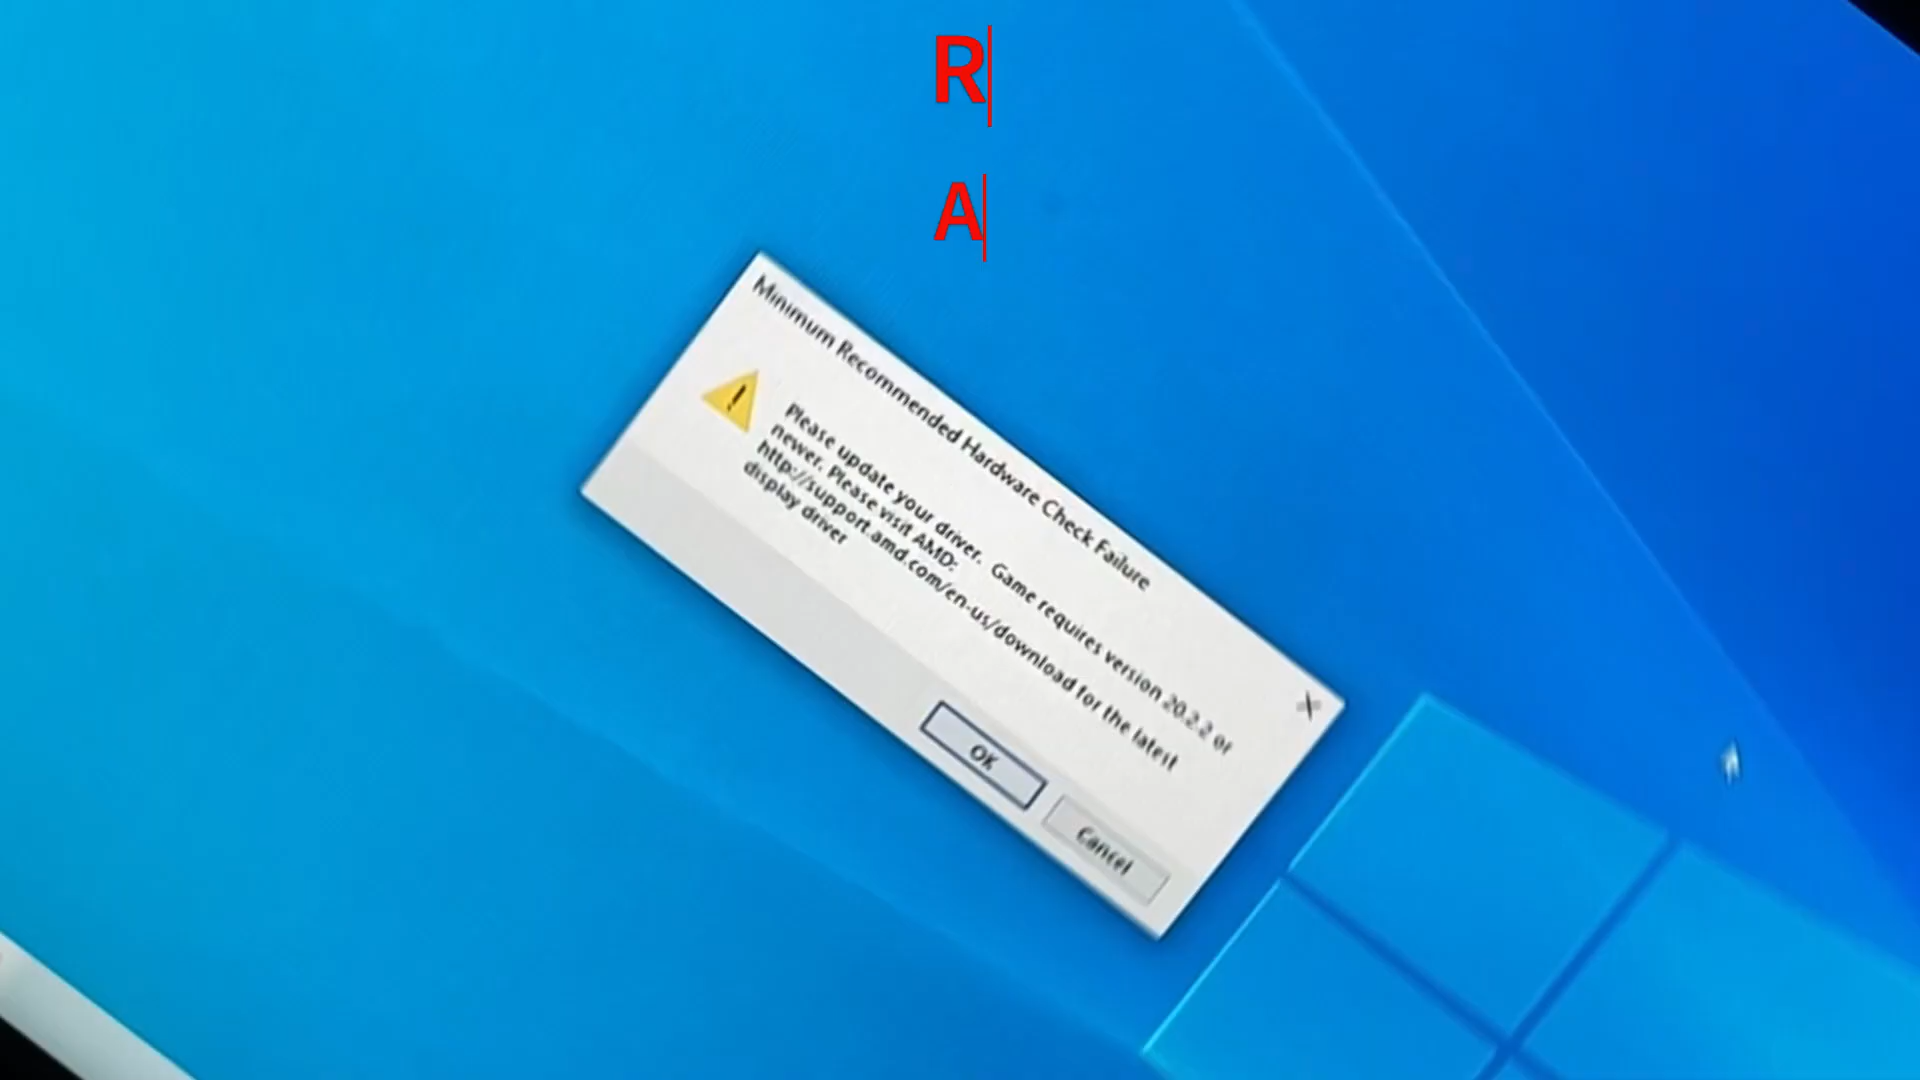 R
A
Minimum Recommended Hardware Check Failure
Please update your driver. Game requires version 20.2.2 or
newer. Please visit AMD:
http://support.amd.com/en-us/download for the latest
display driver
OK
Cancel